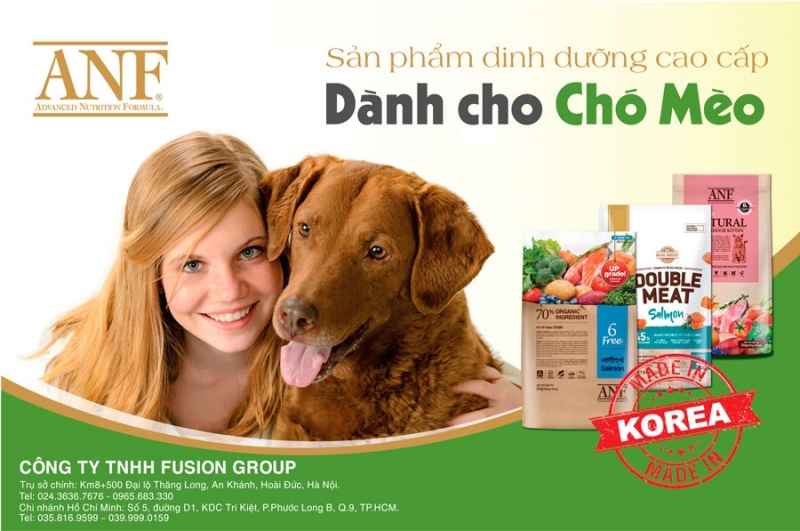 ANF®
ADVANCED NUTRITION FORMULA.
Sản phẩm dinh dưỡng cao cấp
Dành cho Chó Mèo
ANF
NATURAL
UP grade!
70% ORGANIC INGREDIENT
6 Free
Salmon
ANF
DOUBLE
MEAT
Salmon
MADE IN
KOREA
MADE IN
CÔNG TY TNHH FUSION GROUP
Trụ sở chính: Km8+500 Đại lộ Thăng Long, An Khánh, Hoài Đức, Hà Nội.
Tel: 024.3636.7676 - 0965.683.330
Chi nhánh Hồ Chí Minh: Số 5, đường D1, KDC Trí Kiệt, P.Phước Long B, Q.9, TP.HCM.
Tel: 035.816.9599 - 039.999.0159